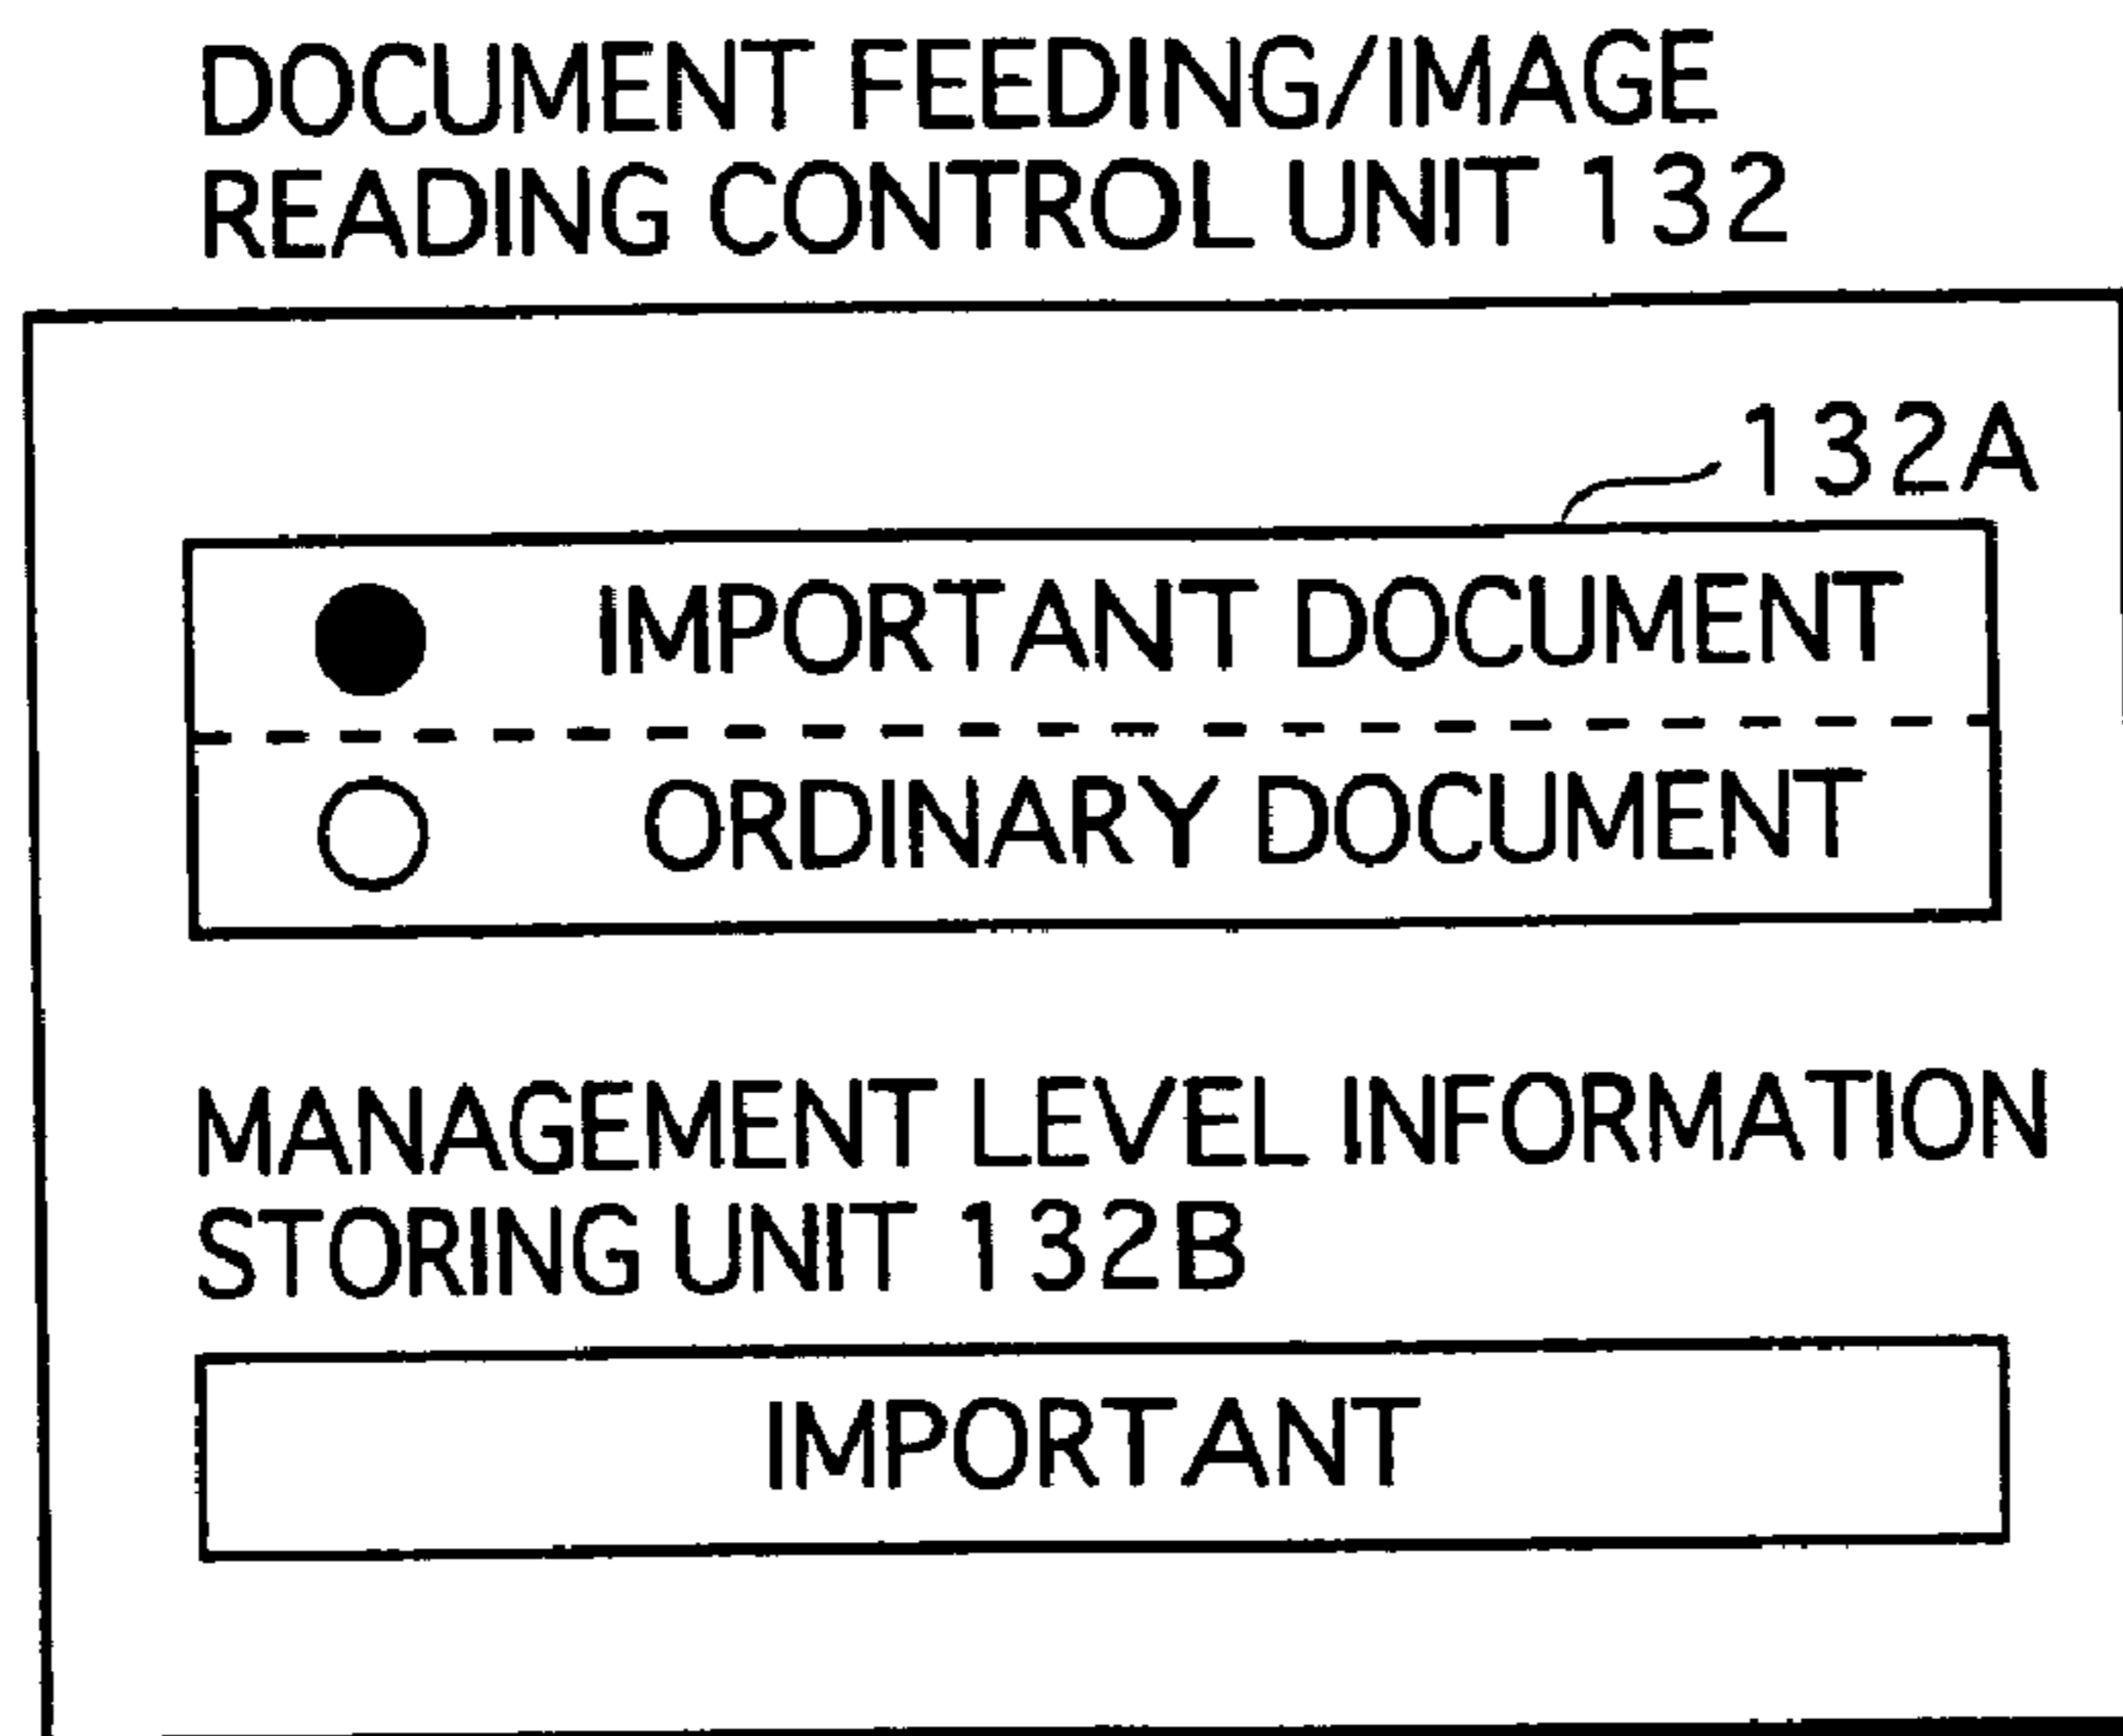 DOCUMENT FEEDING/IMAGE
READING CONTROL UNIT 132
132A
IMPORTANT DOCUMENT
ORDINARY DOCUMENT
MANAGEMENT LEVEL INFORMATION
STORING UNIT 132B
IMPORTANT